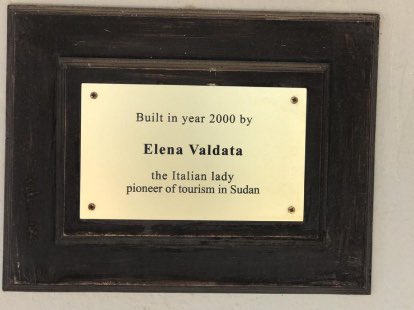 Built in year 2000 by
Elena Valdata
the Italian lady
pioneer of tourism in Sudan